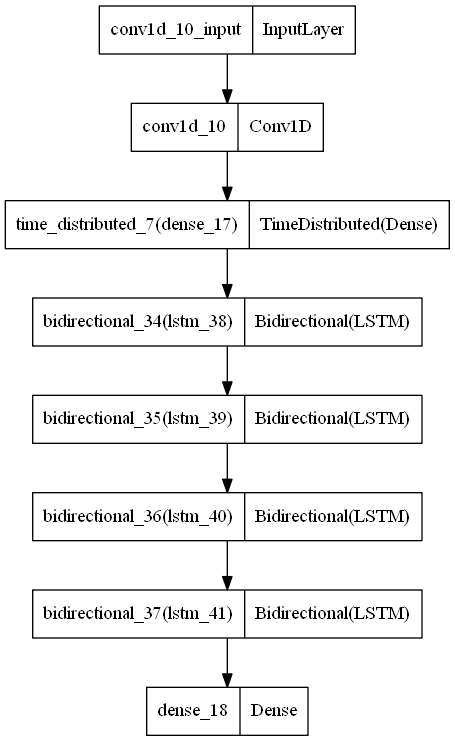 conv1d_10_input InputLayer
conv1d_10 Conv1D
time_distributed_7(dense_17) TimeDistributed(Dense)
bidirectional_34(lstm_38) Bidirectional(LSTM)
bidirectional_35(lstm_39) Bidirectional(LSTM)
bidirectional_36(lstm_40) Bidirectional(LSTM)
bidirectional_37(lstm_41) Bidirectional(LSTM)
dense_18 Dense